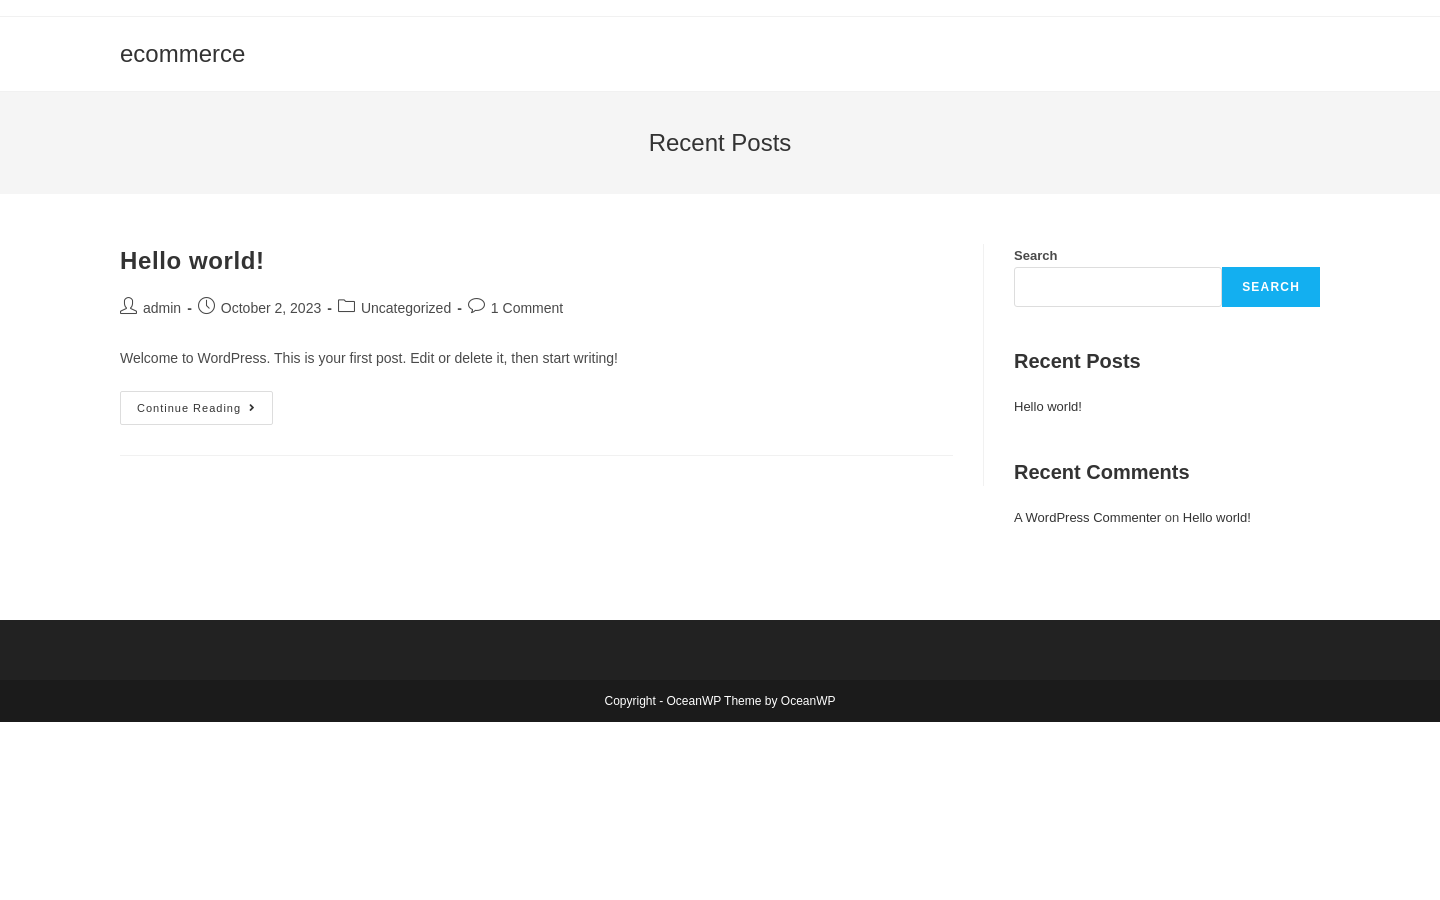 ecommerce
Recent Posts
Hello world!
admin - October 2, 2023 - Uncategorized - 1 Comment
Welcome to WordPress. This is your first post. Edit or delete it, then start writing!
Continue Reading
Search
SEARCH
Recent Posts
Hello world!
Recent Comments
A WordPress Commenter on Hello world!
Copyright - OceanWP Theme by OceanWP